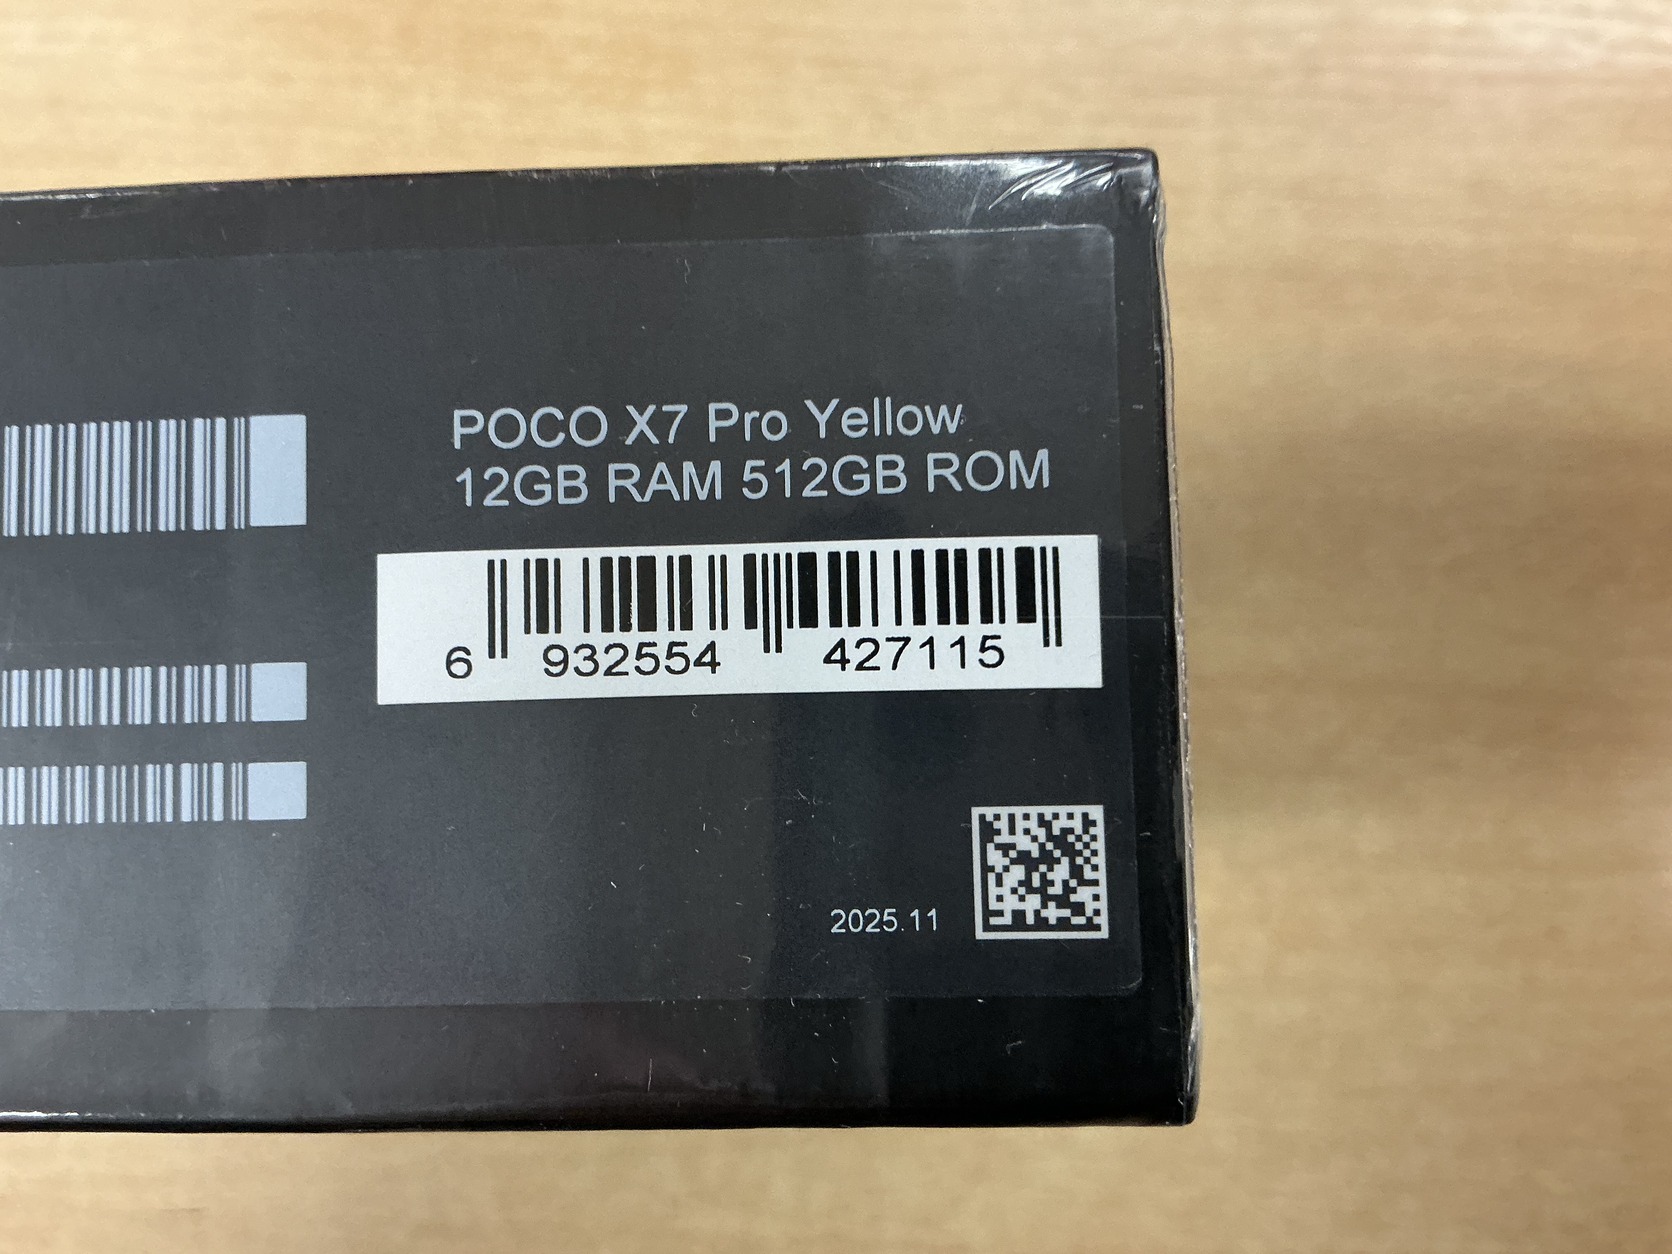 POCO X7 Pro Yellow
12GB RAM 512GB ROM
6 932554 427115
2025.11